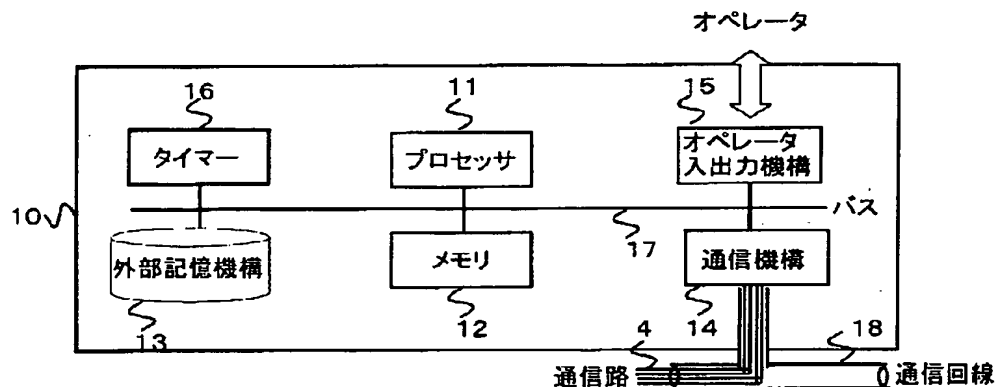 オペレータ
16
11
15
タイマー
プロセッサ
オペレータ
入出力機構
10
バス
17
外部記憶機構
メモリ
通信機構
13
12
14
4
18
通信路
通信回線